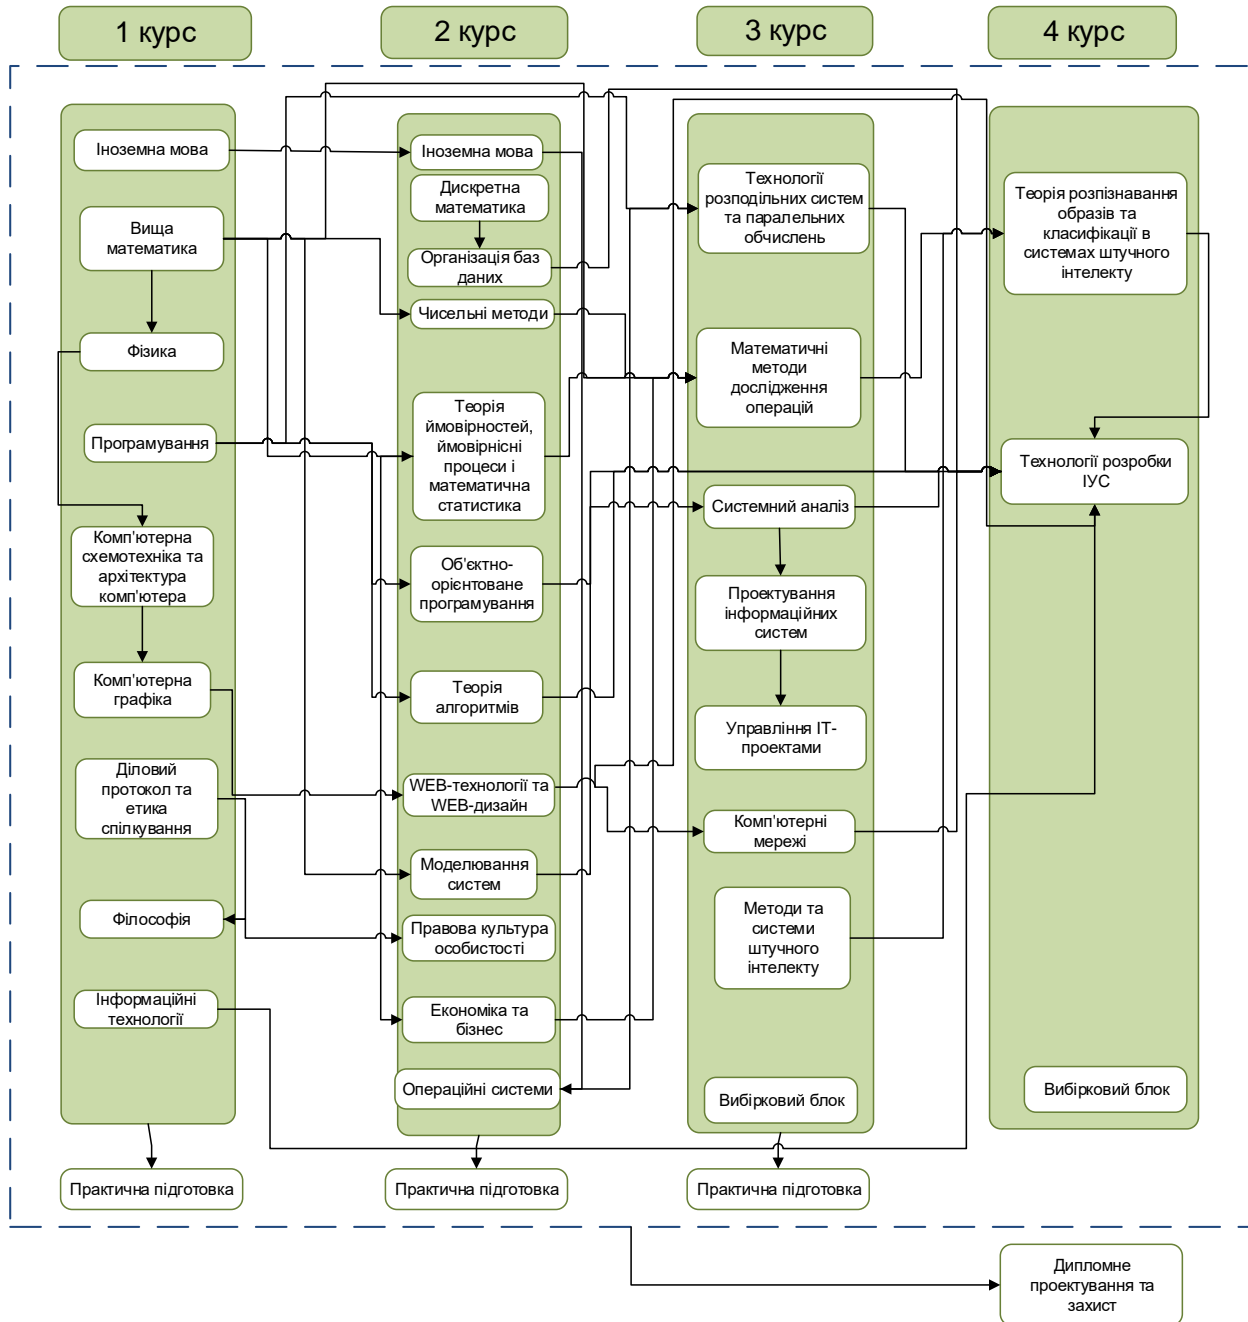 1 курс
2 курс
3 курс
4 курс
Іноземна мова
Вища
математика
Фізика
Програмування
Комп'ютерна
схемотехніка та
архітектура
комп'ютера
Комп'ютерна
графіка
Діловий
протокол та
етика
спілкування
Філософія
Інформаційні
технології
Практична підготовка
Іноземна мова
Дискретна
математика
Організація баз
даних
Чисельні методи
Теорія
ймовірностей,
ймовірнісні
процеси і
математична
статистика
Об'єктно-
орієнтоване
програмування
Теорія
алгоритмів
WEB-технології та
WEB-дизайн
Моделювання
систем
Правова культура
особистості
Економіка та
бізнес
Операційні системи
Практична підготовка
Технології
розподільних систем
та паралельних
обчислень
Математичні
методи
дослідження
операцій
Системний аналіз
Проектування
інформаційних
систем
Управління ІТ-
проектами
Комп'ютерні
мережі
Методи та
системи
штучного
інтелекту
Вибірковий блок
Практична підготовка
Теорія розпізнавання
образів та
класифікації в
системах штучного
інтелекту
Технології розробки
ІУС
Вибірковий блок
Дипломне
проектування та
захист